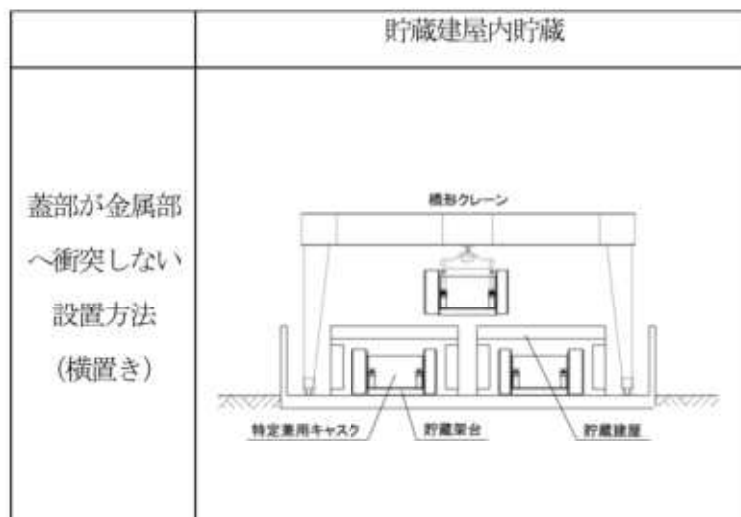 貯蔵建屋内貯蔵
蓋部が金属部
へ衝突しない
設置方法
(横置き)
橋形クレーン
特定兼用キャスク
貯蔵架台
貯蔵建屋